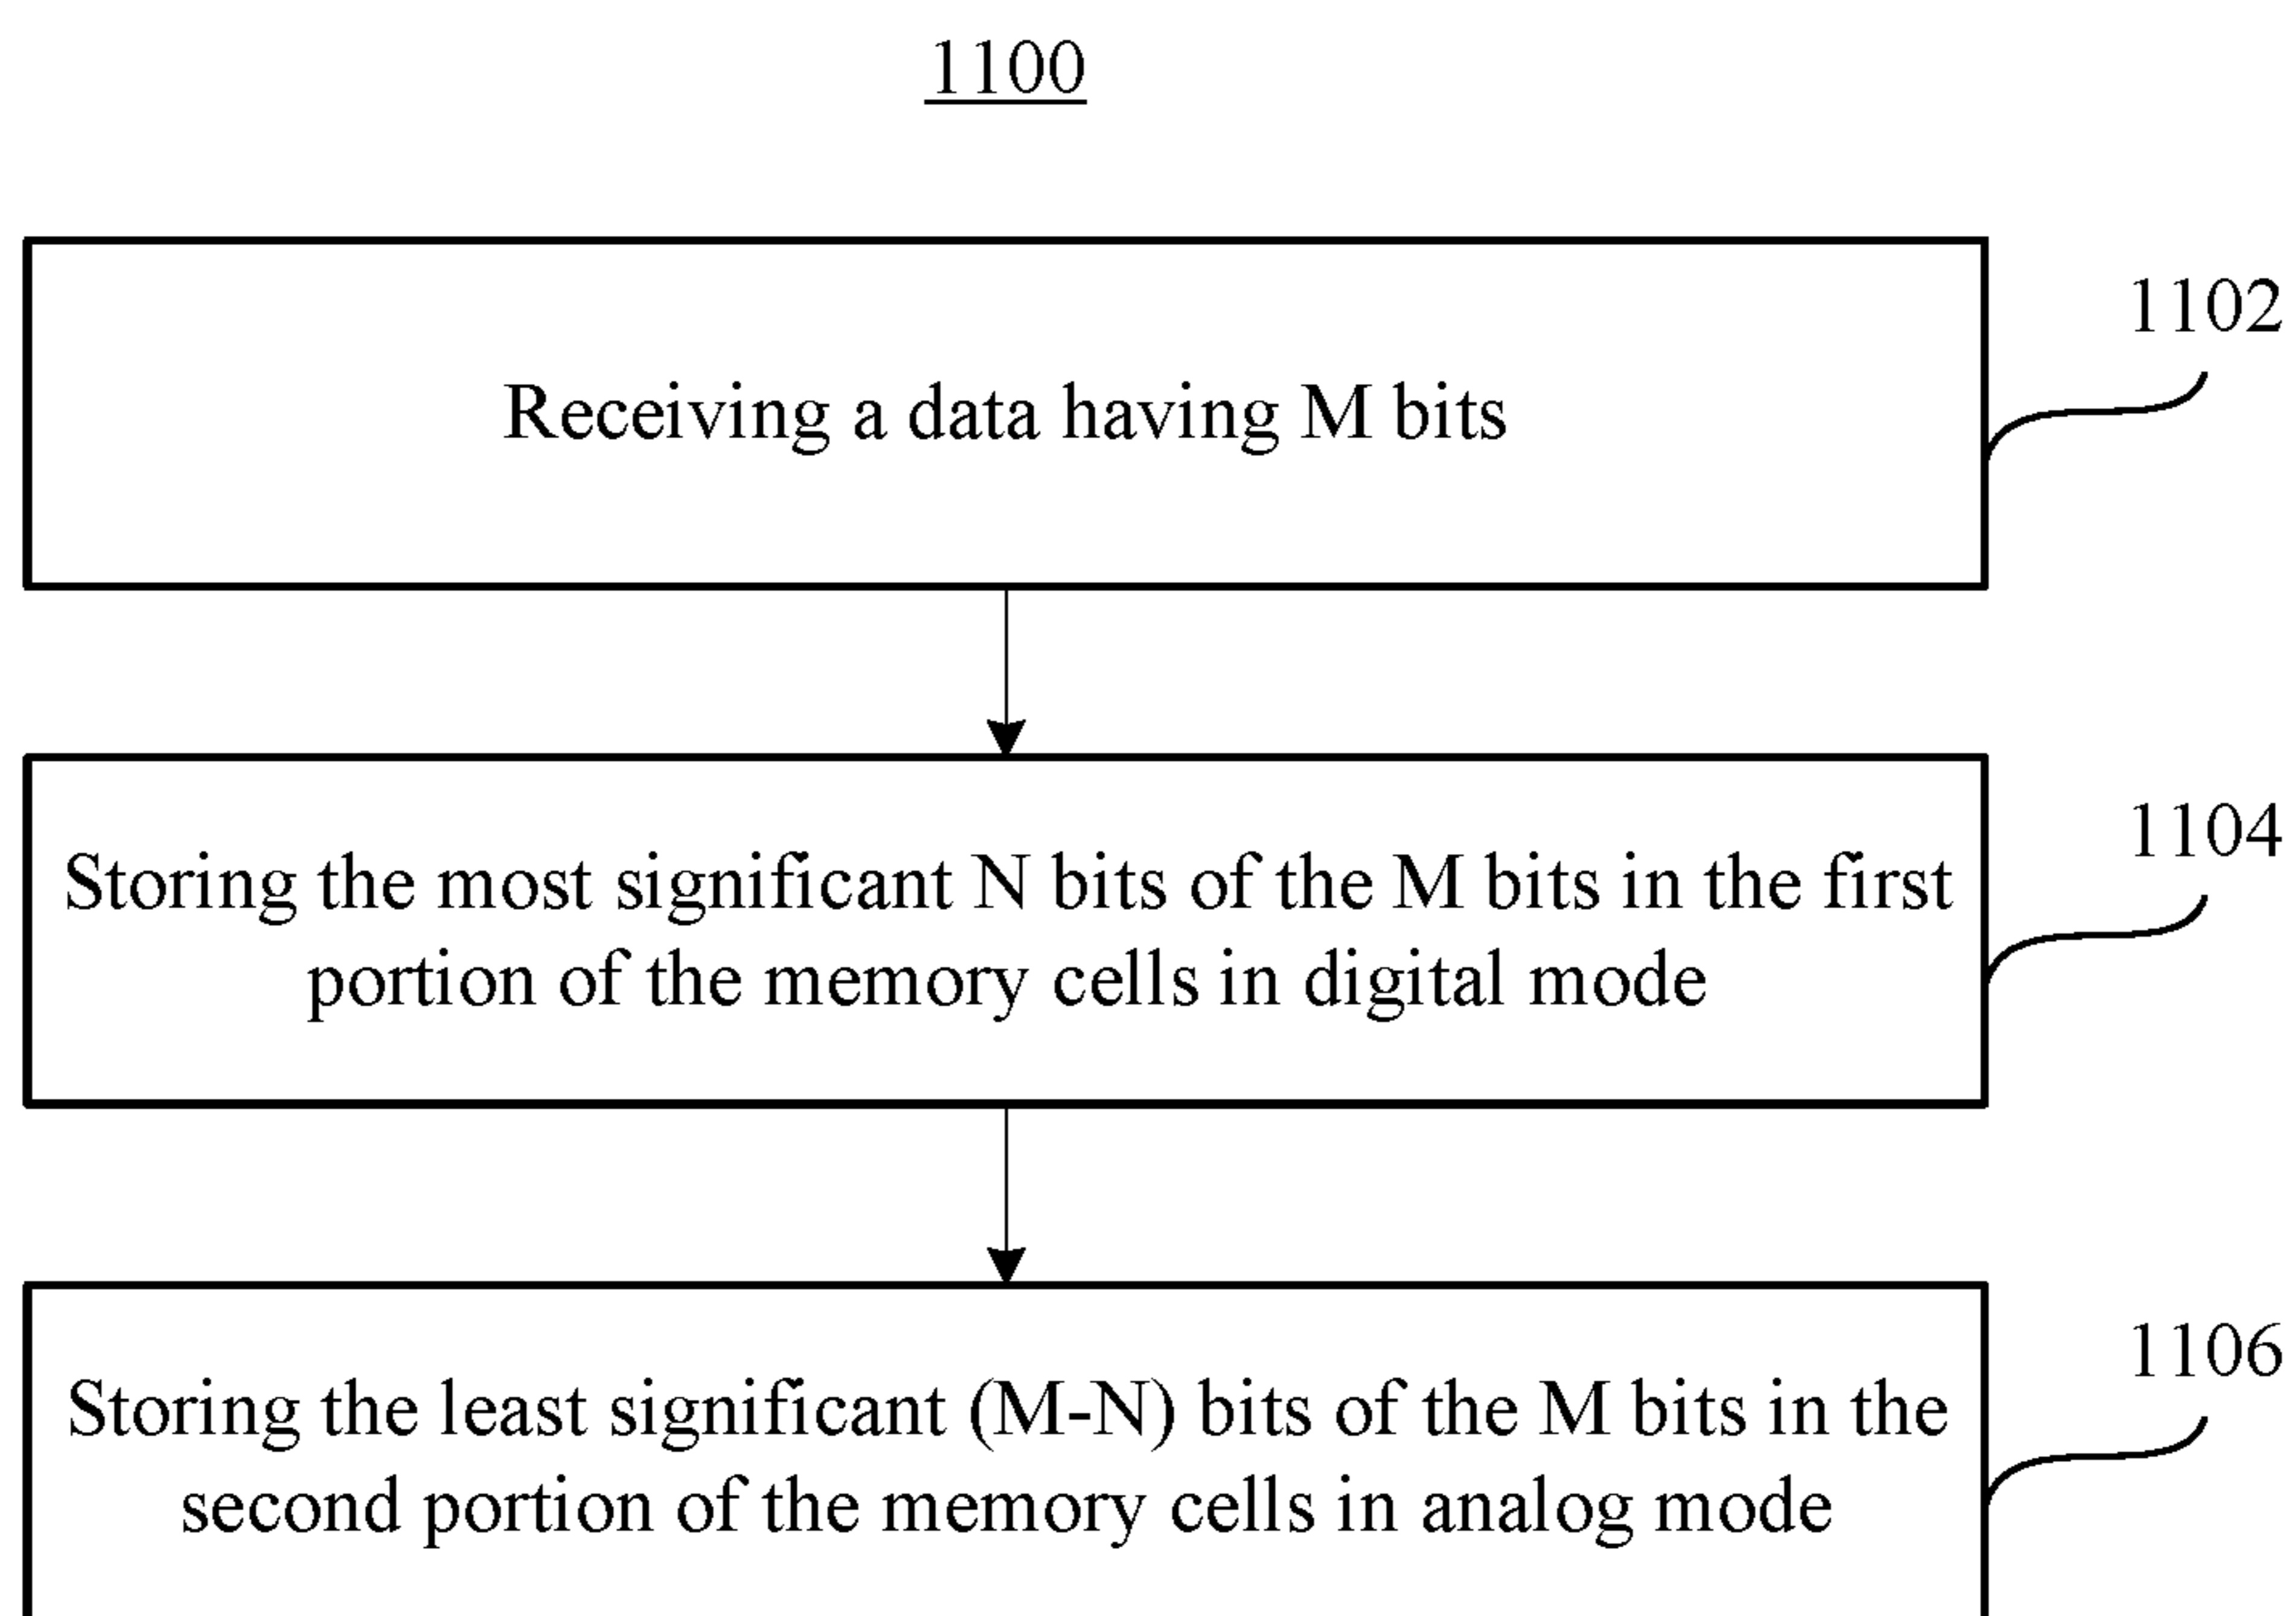 1100
1102
Receiving a data having M bits
1104
Storing the most significant N bits of the M bits in the first
portion of the memory cells in digital mode
1106
Storing the least significant (M-N) bits of the M bits in the
second portion of the memory cells in analog mode